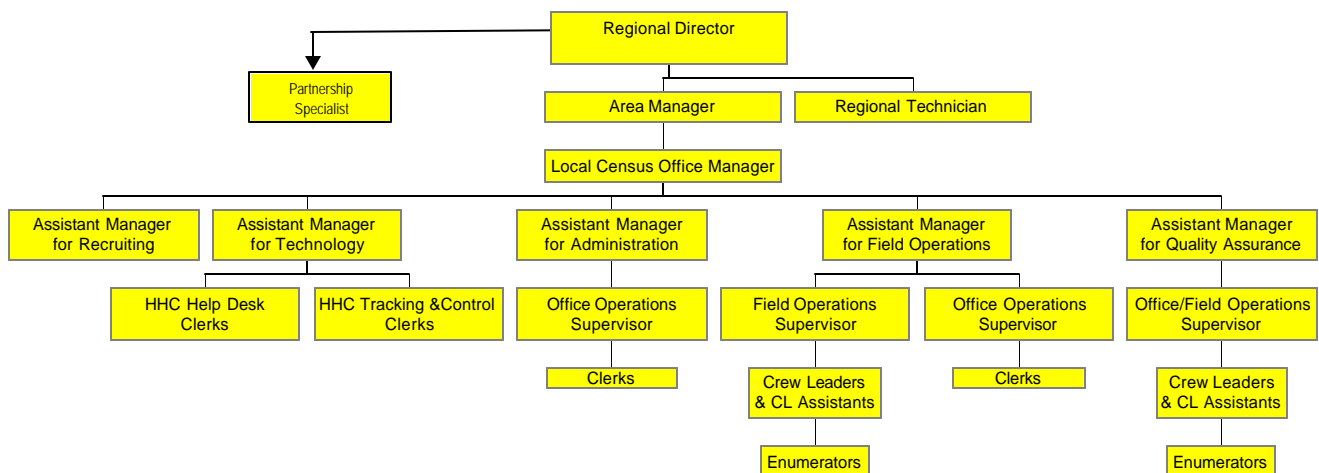 Regional Director
Partnership
Specialist
Area Manager
Regional Technician
Local Census Office Manager
Assistant Manager
for Recruiting
Assistant Manager
for Technology
Assistant Manager
for Administration
Assistant Manager
for Field Operations
Assistant Manager
for Quality Assurance
HHC Help Desk
Clerks
HHC Tracking &Control
Clerks
Office Operations
Supervisor
Field Operations
Supervisor
Office Operations
Supervisor
Office/Field Operations
Supervisor
Clerks
Crew Leaders
& CL Assistants
Clerks
Crew Leaders
& CL Assistants
Enumerators
Enumerators